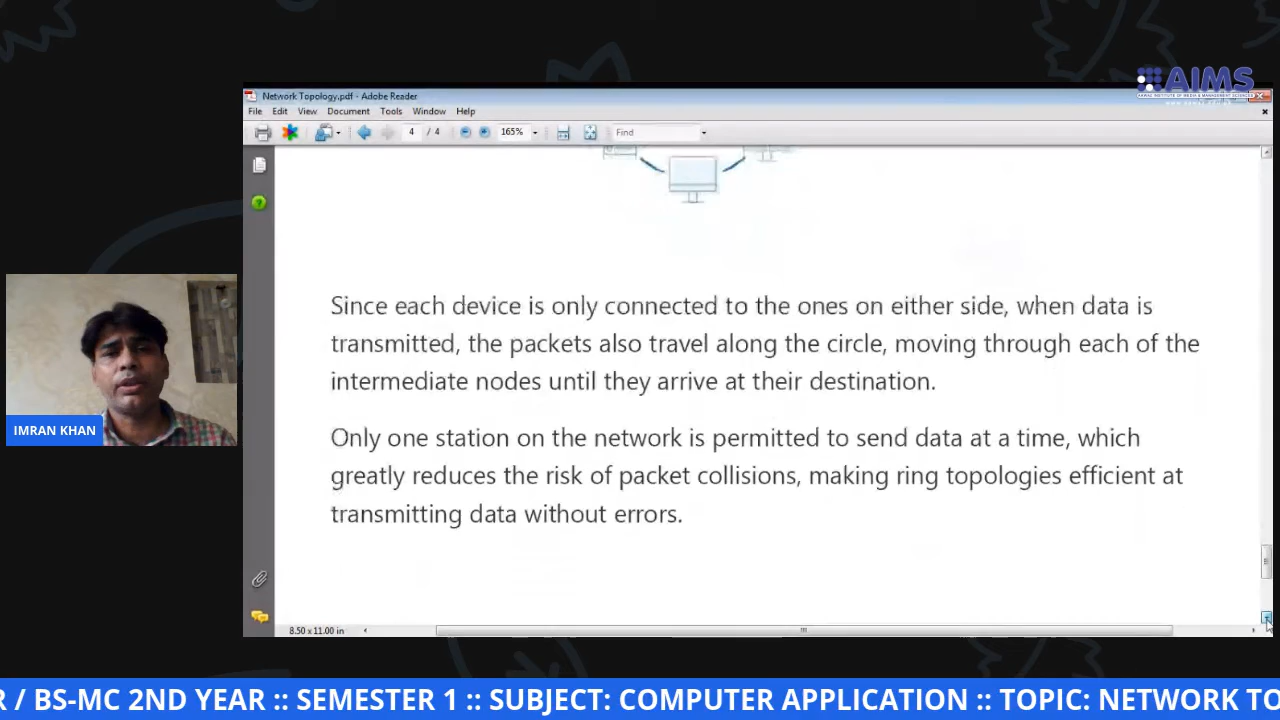 AIMS
Network Topology.pdf - Adobe Reader
File Edit View Document Tools Window Help
4 / 4 165% Find
Since each device is only connected to the ones on either side, when data is
transmitted, the packets also travel along the circle, moving through each of the
intermediate nodes until they arrive at their destination.
Only one station on the network is permitted to send data at a time, which
greatly reduces the risk of packet collisions, making ring topologies efficient at
transmitting data without errors.
IMRAN KHAN
8.50 x 11.00 in
R / BS-MC 2ND YEAR :: SEMESTER 1 :: SUBJECT: COMPUTER APPLICATION :: TOPIC: NETWORK TO